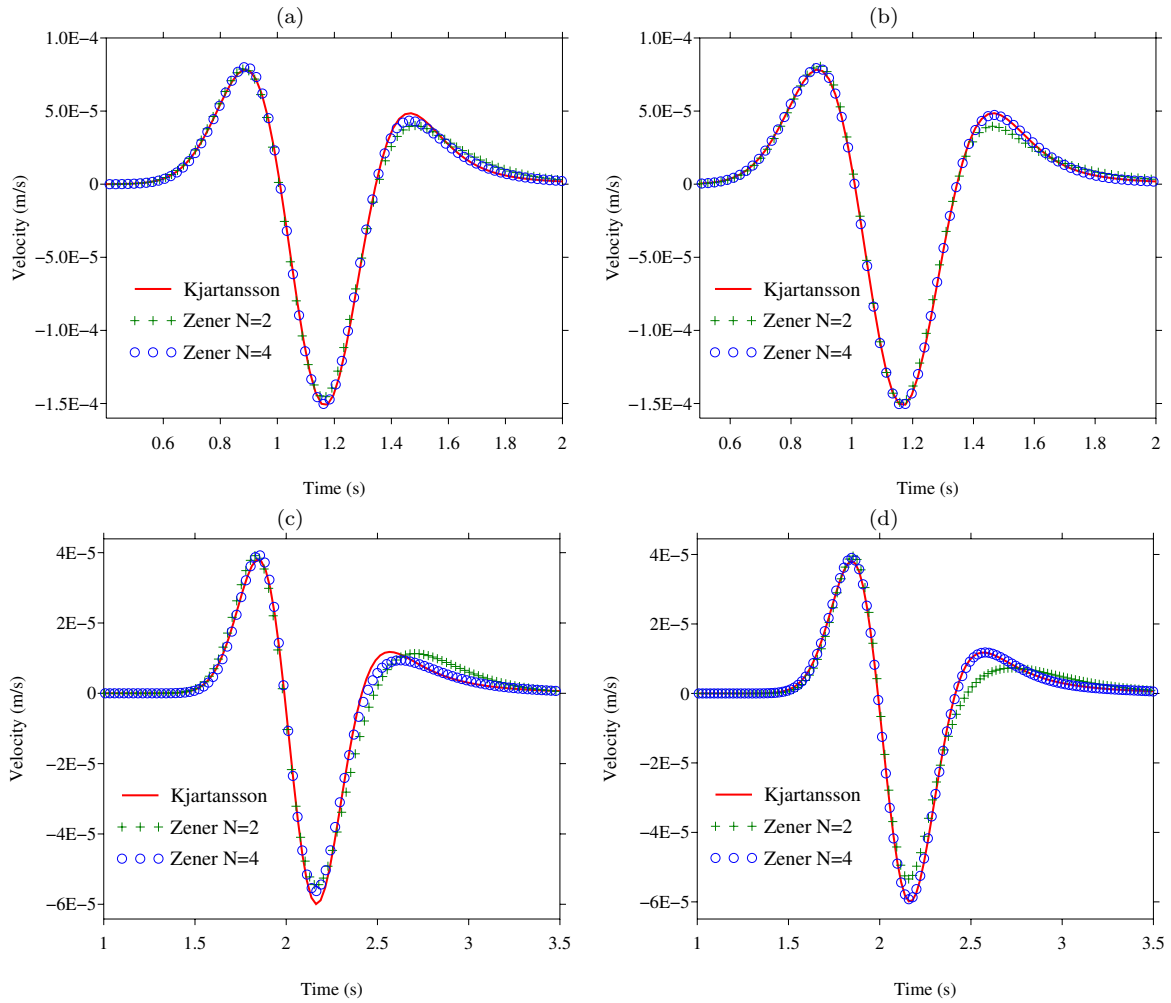 (a)
1.0E−4
5.0E−5
0
−5.0E−5
−1.0E−4
−1.5E−4
Velocity (m/s)
Kjartansson
Zener N=2
Zener N=4
0.6 0.8 1 1.2 1.4 1.6 1.8 2
Time (s)
(b)
1.0E−4
5.0E−5
0
−5.0E−5
−1.0E−4
−1.5E−4
Velocity (m/s)
Kjartansson
Zener N=2
Zener N=4
0.6 0.8 1 1.2 1.4 1.6 1.8 2
Time (s)
(c)
4E−5
2E−5
0
−2E−5
−4E−5
−6E−5
Velocity (m/s)
Kjartansson
Zener N=2
Zener N=4
1 1.5 2 2.5 3 3.5
Time (s)
(d)
4E−5
2E−5
0
−2E−5
−4E−5
−6E−5
Velocity (m/s)
Kjartansson
Zener N=2
Zener N=4
1 1.5 2 2.5 3 3.5
Time (s)